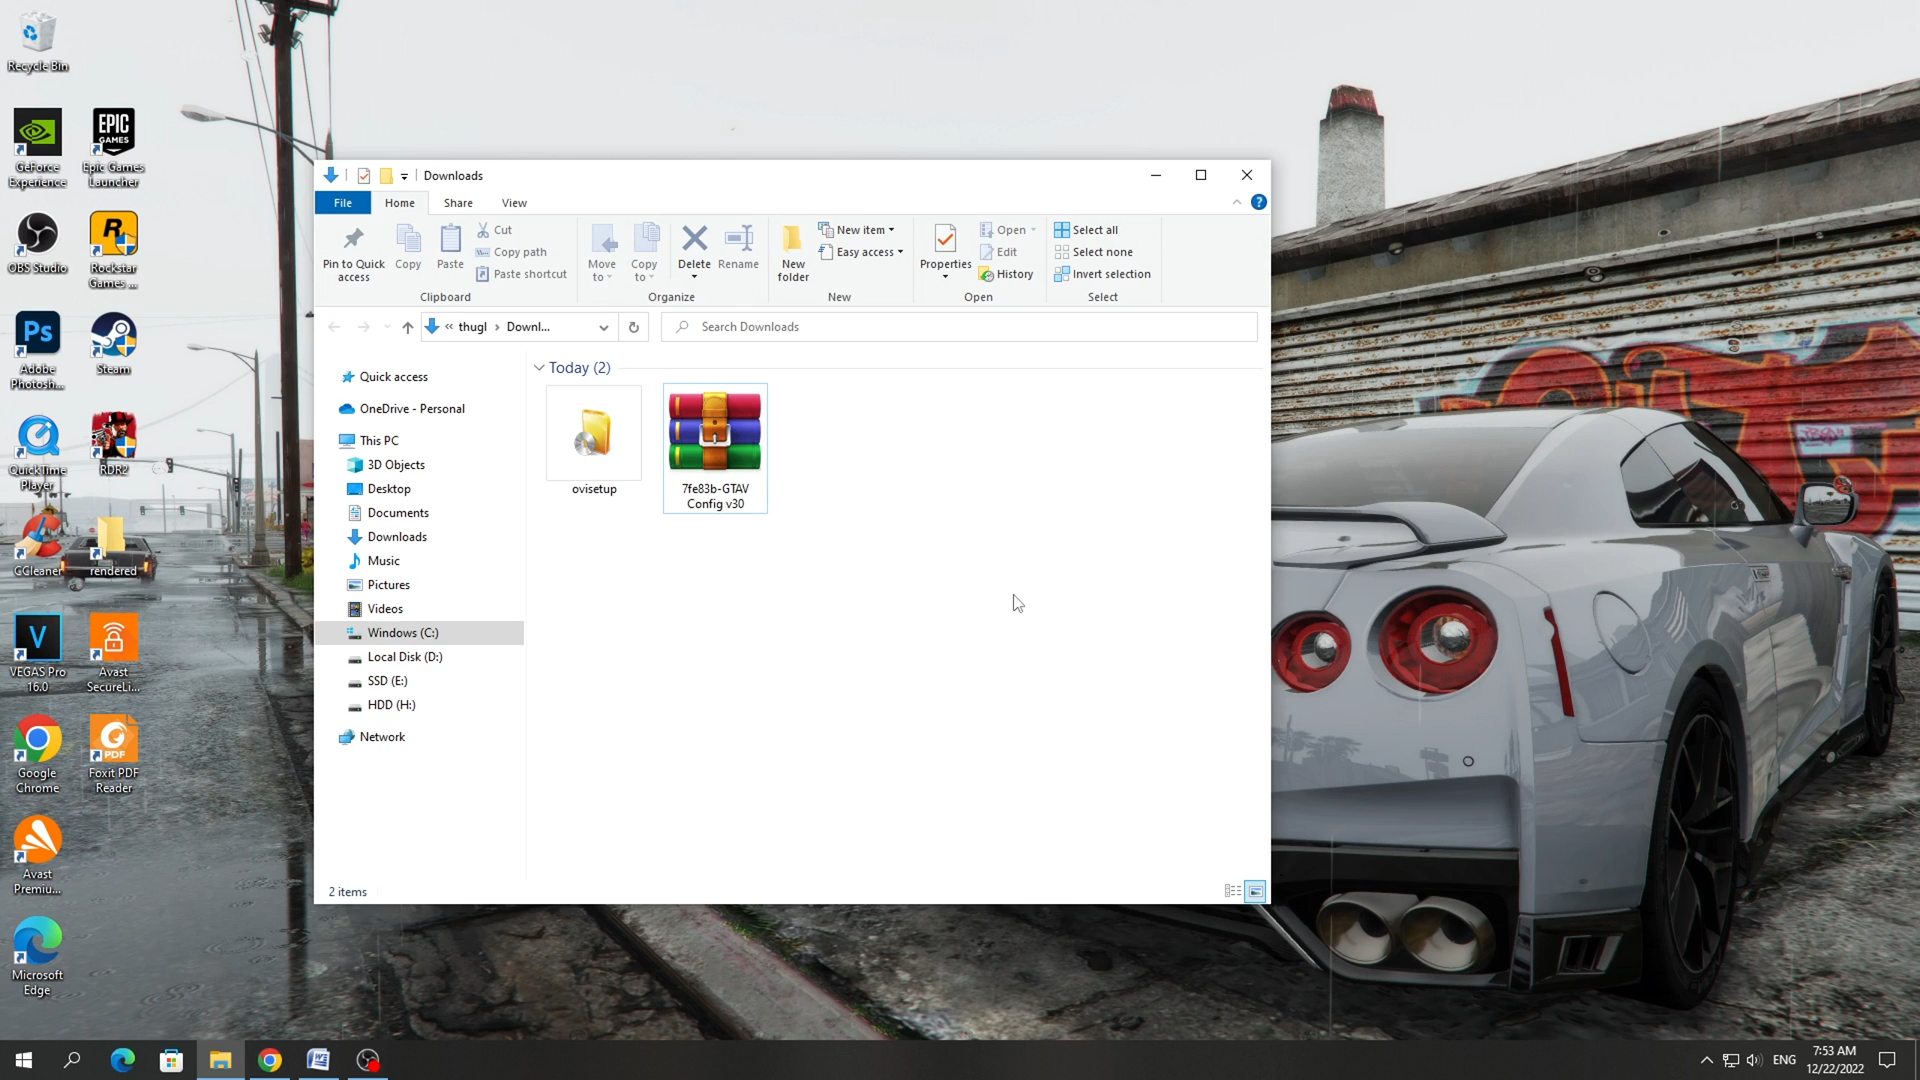 Recycle Bin
GeForce
Experience
Epic Games
Launcher
EPIC
GAMES
OBS Studio
R
Rockstar
Games ...
Ps
Adobe
Photosh...
Steam
QuickTime
Player
RDR2
CCleaner
rendered
V
VEGAS Pro
16.0
Avast
SecureLi...
Google
Chrome
PDF
Foxit PDF
Reader
Avast
Premiu...
Microsoft
Edge
Downloads
File
Home
Share
View
?
Pin to Quick
access
Copy
Paste
Cut
Copy path
Paste shortcut
Clipboard
Move
to
Copy
to
Delete
Rename
Organize
New
folder
New item
Easy access
New
Properties
Open
Edit
History
Open
Select all
Select none
Invert selection
Select
« thugl › Downl...
Search Downloads
Quick access
OneDrive - Personal
This PC
3D Objects
Desktop
Documents
Downloads
Music
Pictures
Videos
Windows (C:)
Local Disk (D:)
SSD (E:)
HDD (H:)
Network
Today (2)
ovisetup
7fe83b-GTAV
Config v30
2 items
W
ENG
7:53 AM
12/22/2022